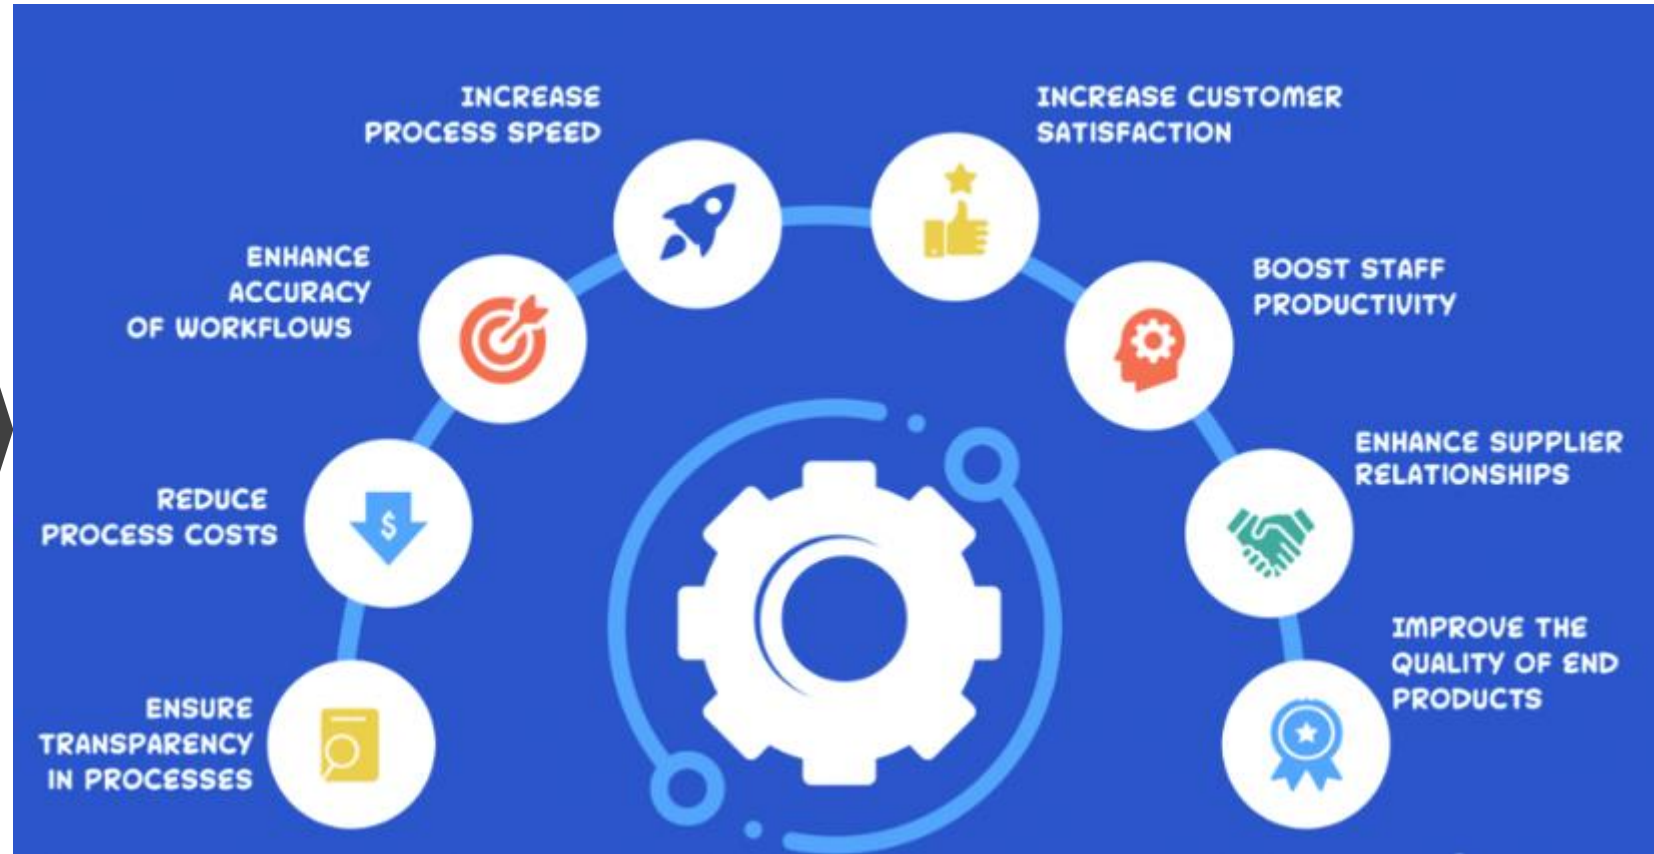 INCREASE
PROCESS SPEED
INCREASE CUSTOMER
SATISFACTION
ENHANCE
ACCURACY
OF WORKFLOWS
BOOST STAFF
PRODUCTIVITY
REDUCE
PROCESS COSTS
$
ENHANCE SUPPLIER
RELATIONSHIPS
ENSURE
TRANSPARENCY
IN PROCESSES
IMPROVE THE
QUALITY OF END
PRODUCTS